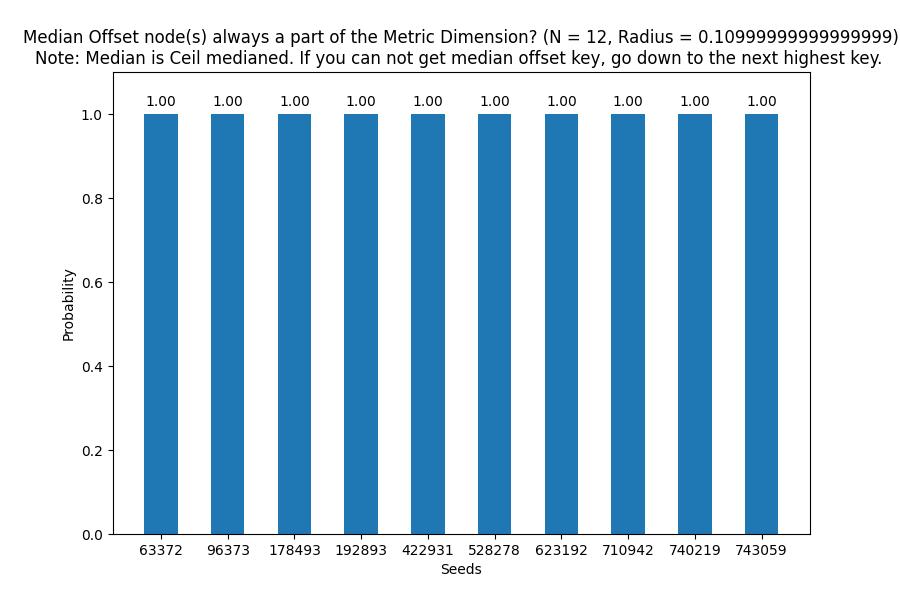 Median Offset node(s) always a part of the Metric Dimension? (N = 12, Radius = 0.10999999999999999)
Note: Median is Ceil medianed. If you can not get median offset key, go down to the next highest key.
1.00 1.00 1.00 1.00 1.00 1.00 1.00 1.00 1.00 1.00
1.0
0.8
0.6
Probability
0.4
0.2
0.0
63372 96373 178493 192893 422931 528278 623192 710942 740219 743059
Seeds